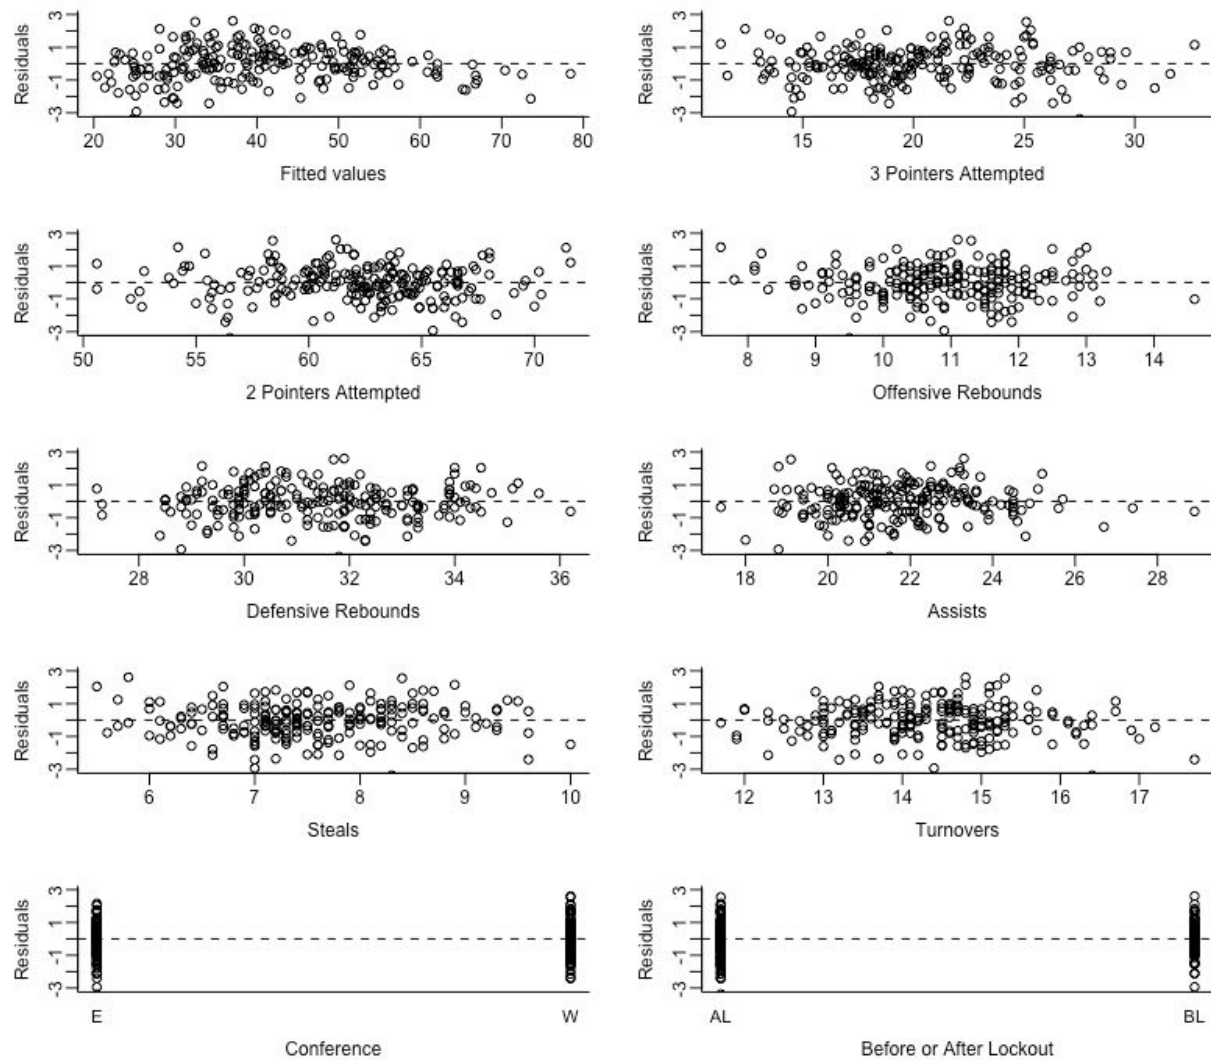 Residuals
3
1
-1
-3
20 30 40 50 60 70 80
Fitted values
Residuals
3
1
-1
-3
15 20 25 30
3 Pointers Attempted
Residuals
3
1
-1
-3
50 55 60 65 70
2 Pointers Attempted
Residuals
3
1
-1
-3
8 9 10 11 12 13 14
Offensive Rebounds
Residuals
3
1
-1
-3
28 30 32 34 36
Defensive Rebounds
Residuals
3
1
-1
-3
18 20 22 24 26 28
Assists
Residuals
3
1
-1
-3
6 7 8 9 10
Steals
Residuals
3
1
-1
-3
12 13 14 15 16 17
Turnovers
Residuals
3
1
-1
-3
E W
Conference
Residuals
3
1
-1
-3
AL BL
Before or After Lockout